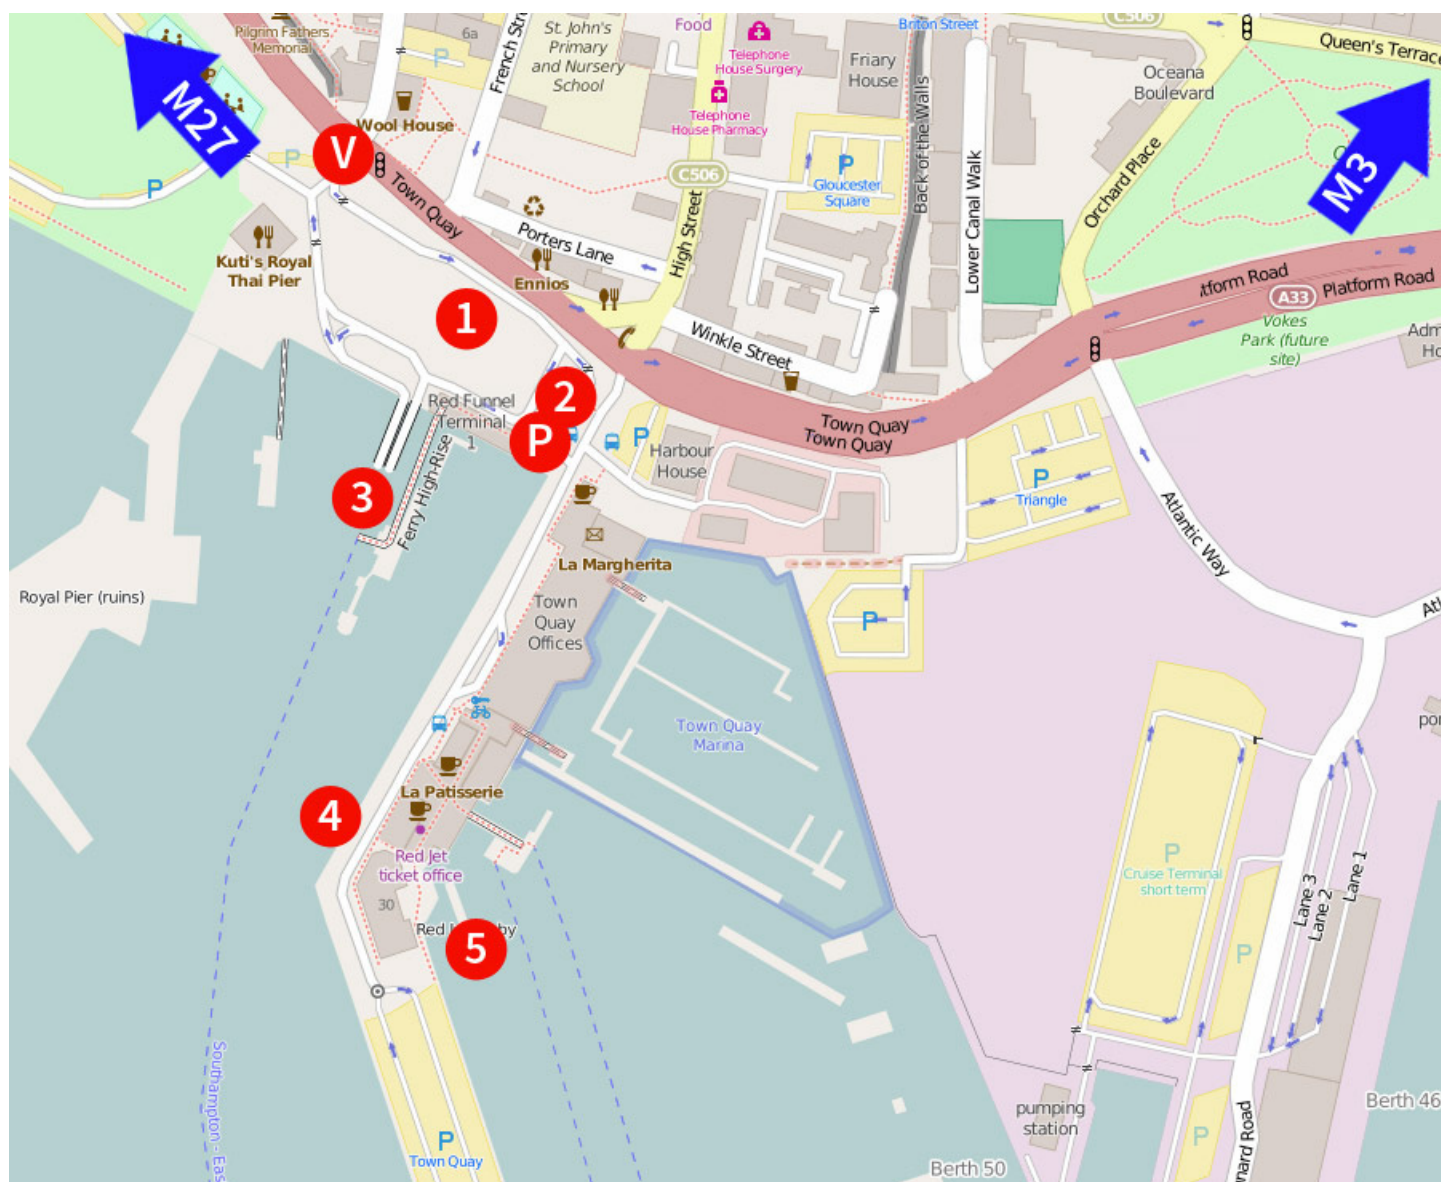 Pilgrim Fathers
Memorial
6a
P
French Str
St. John's
Primary
and Nursery
School
Food
Telephone
House Surgery
Telephone
House Pharmacy
Friary
House
Briton Street
C506
Queen's Terrace
Oceana
Boulevard
M27
M3
Wool House
V
P
P
C506
P
Gloucester
Square
Back of the Walls
Lower Canal Walk
Orchard Place
Town Quay
Kuti's Royal
Thai Pier
Porters Lane
Ennios
High Street
Winkle Street
tform Road
A33
Platform Road
Vokes
Park (future
site)
1
2
Red Funnel
Terminal
1
P
P
Harbour
House
Town Quay
Town Quay
3
Ferry High-Rise
P
Triangle
Atlantic Way
La Margherita
Royal Pier (ruins)
Town
Quay
Offices
P
Town Quay
Marina
La Patisserie
4
Red Jet
ticket office
30
Red
by
5
P
Cruise Terminal
short term
Lane 3
Lane 2
Lane 1
P
Southampton - Eas
pumping
station
P
Berth 46
nard Road
P
Town Quay
Berth 50